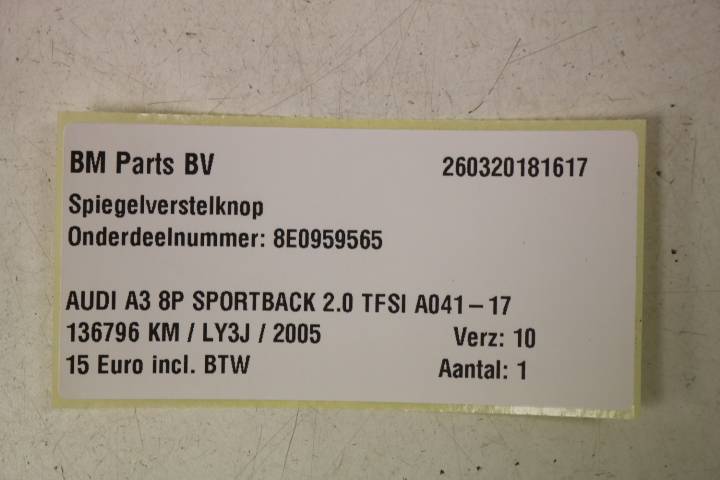 BM Parts BV 260320181617
Spiegelverstelknop
Onderdeelnummer: 8E0959565
AUDI A3 8P SPORTBACK 2.0 TFSI A041-17
136796 KM / LY3J / 2005 Verz: 10
15 Euro incl. BTW Aantal: 1